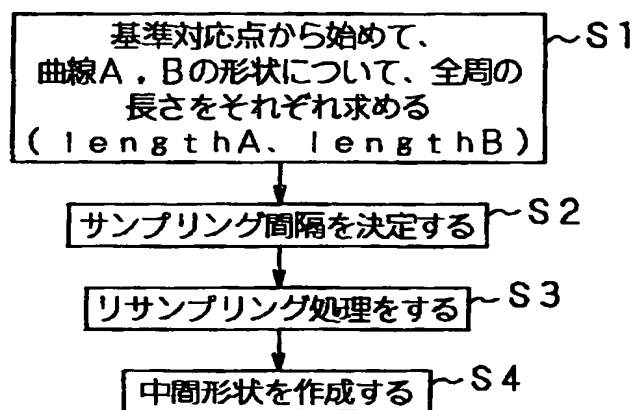 基準対応点から始めて、 S1
曲線A，Bの形状について、全周の
長さをそれぞれ求める
(lengthA、lengthB)
サンプリング間隔を決定する S2
リサンプリング処理をする S3
中間形状を作成する S4